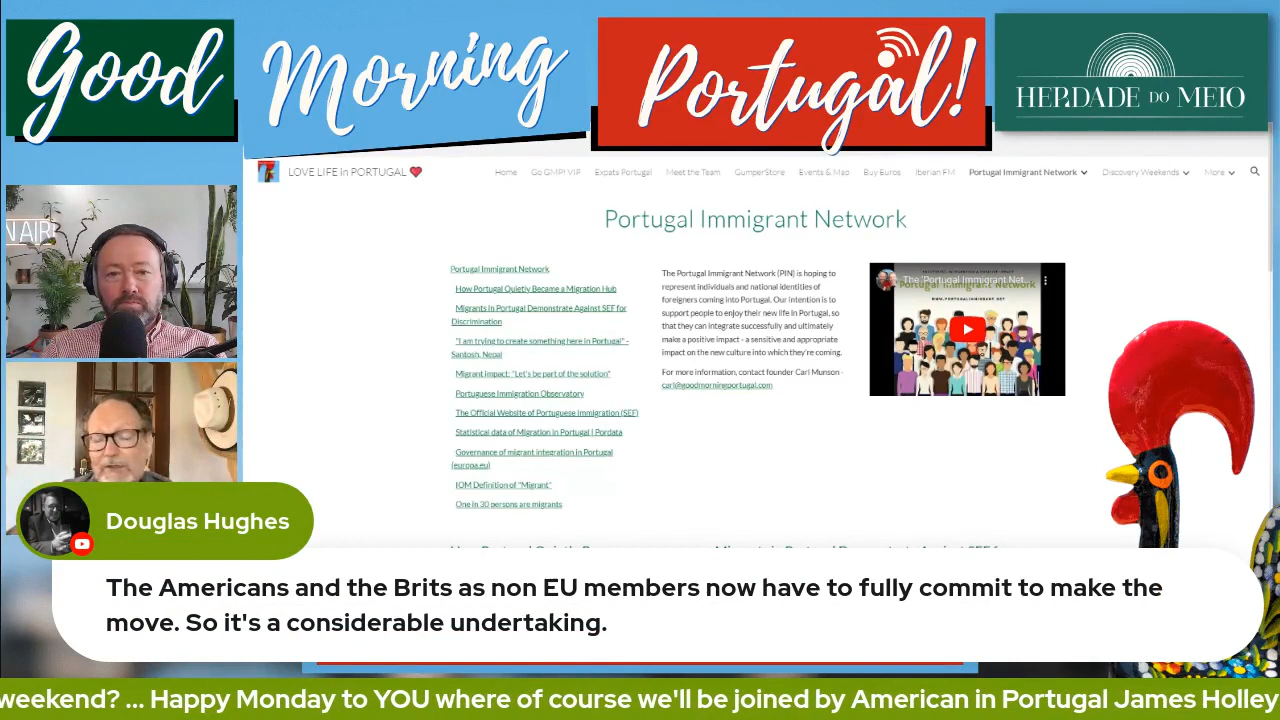 Good Morning Portugal!
HERDADE DO MEIO
LOVE LIFE In PORTUGAL ❤
Home Go GMP! VIP Expats Portugal Meet the Team GumperStore Events & Map Buy Euros Iberian FM Portugal Immigrant Network Discovery Weekends More
Portugal Immigrant Network
N AIR
Portugal Immigrant Network
How Portugal Quietly Became a Migration Hub
Migrants in Portugal Demonstrate Against SEF for
Discrimination
"I am trying to create something here in Portugal" -
Santosh, Nepal
Migrant Impact: "Let's be part of the solution"
Portuguese Immigration Observatory
The Official Website of Portuguese Immigration (SEF)
Statistical data of Migration in Portugal | Pordata
Governance of migrant integration in Portugal
(europa.eu)
IOM Definition of "Migrant"
One in 30 persons are migrants
The Portugal Immigrant Network (PIN) is hoping to
represent individuals and national identities of
foreigners coming into Portugal. Our intention is to
support people to enjoy their new life in Portugal, so
that they can integrate successfully and ultimately
make a positive impact - a sensitive and appropriate
impact on the new culture into which they're coming.
For more information, contact founder Carl Munson -
carl@goodmorningportugal.com
The 'Portugal Immigrant Net...
Portugal Immigrant Network
WWW.PORTUGALIMMIGRANT.NET
Douglas Hughes
The Americans and the Brits as non EU members now have to fully commit to make the
move. So it's a considerable undertaking.
weekend? ... Happy Monday to YOU where of course we'll be joined by American in Portugal James Holley